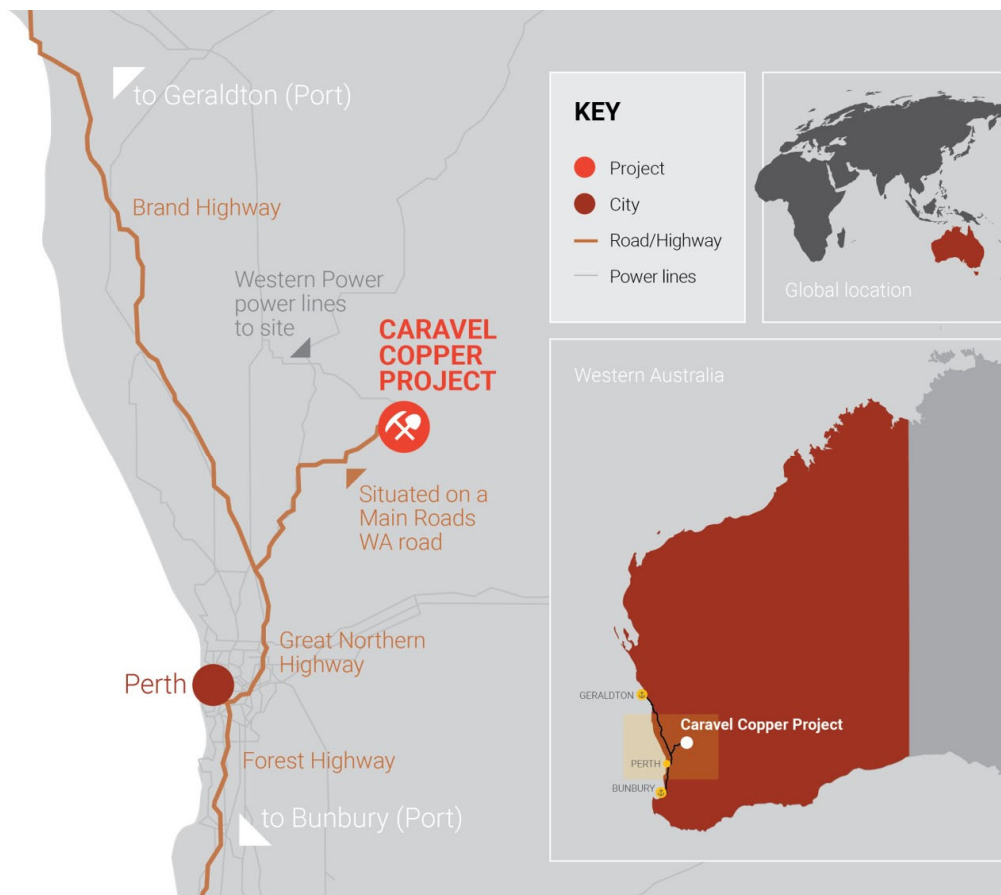 to Geraldton (Port)
Brand Highway
Western Power
power lines
to site
CARAVEL
COPPER
PROJECT
Situated on a
Main Roads
WA road
Great Northern
Highway
Perth
Forest Highway
to Bunbury (Port)
KEY
Project
City
Road/Highway
Power lines
Global location
Western Australia
GERALDTON
Caravel Copper Project
PERTH
BUNBURY